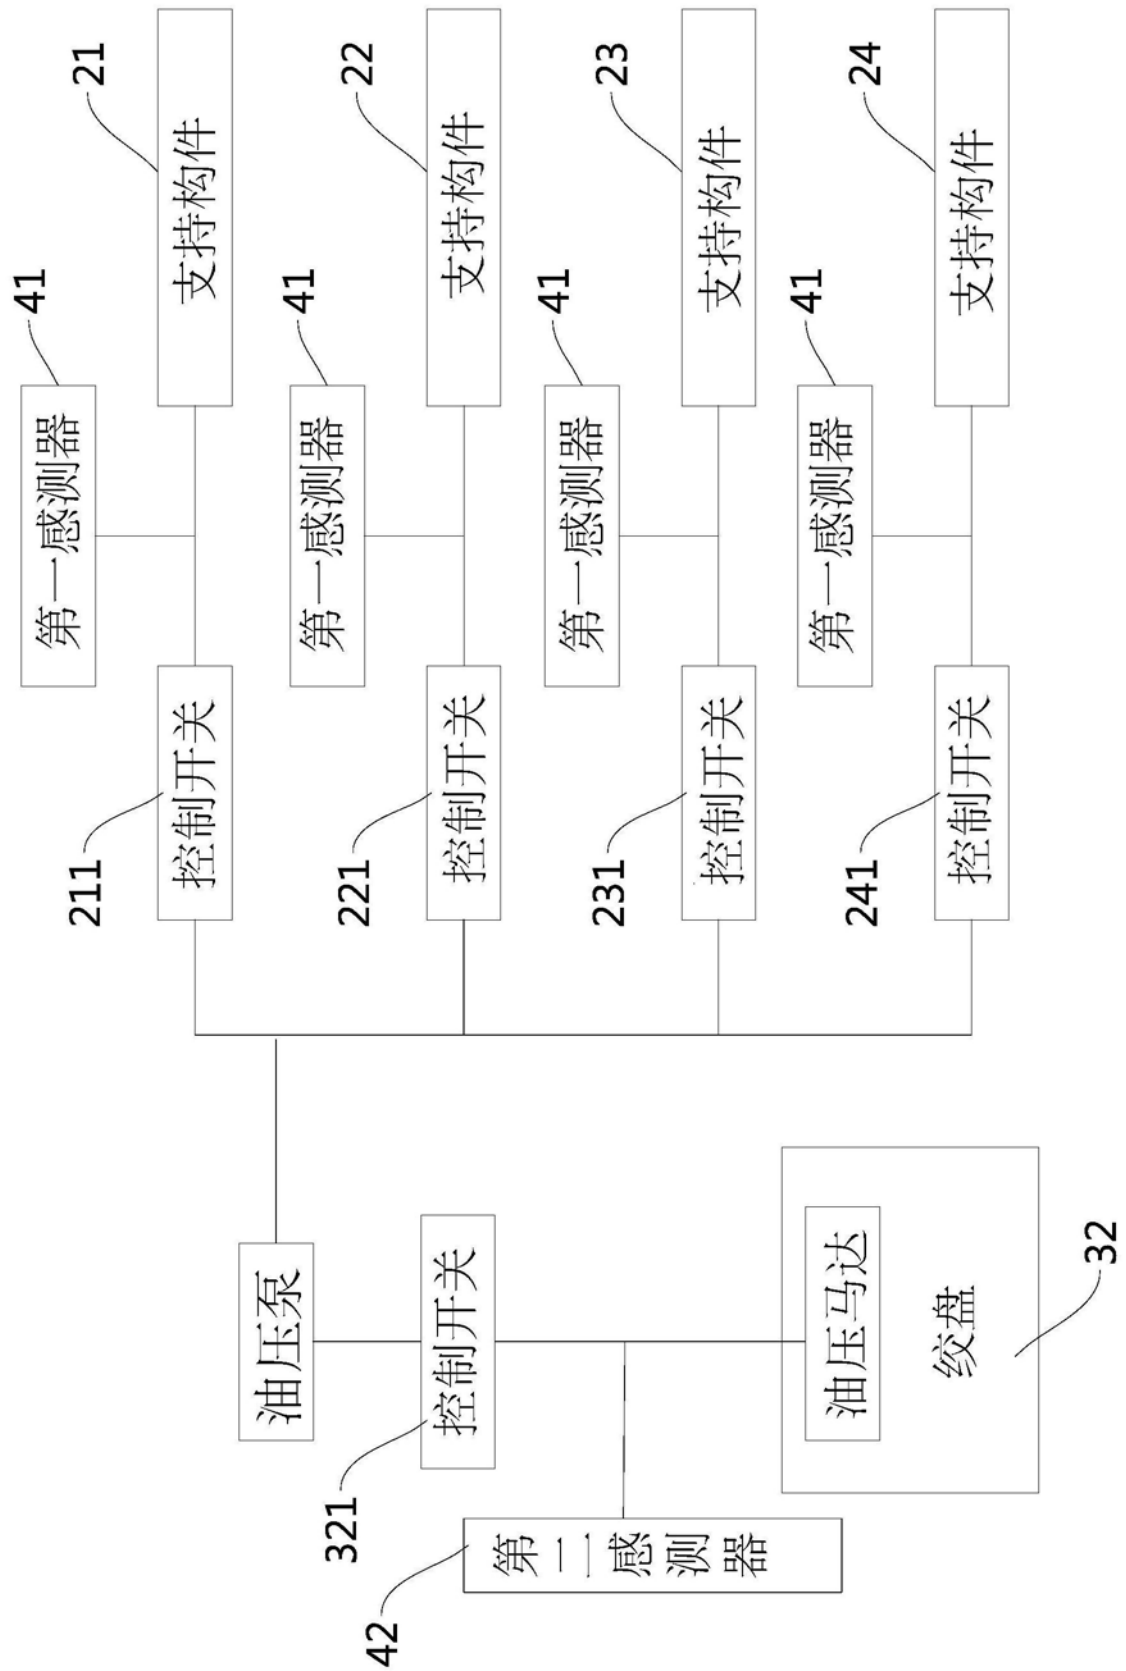 21
支持构件
41
第一感测器
211
控制开关
22
支持构件
41
第一感测器
221
控制开关
23
支持构件
41
第一感测器
231
控制开关
24
支持构件
41
第一感测器
241
控制开关
油压泵
321
控制开关
42
第二感测器
油压马达
绞盘
32